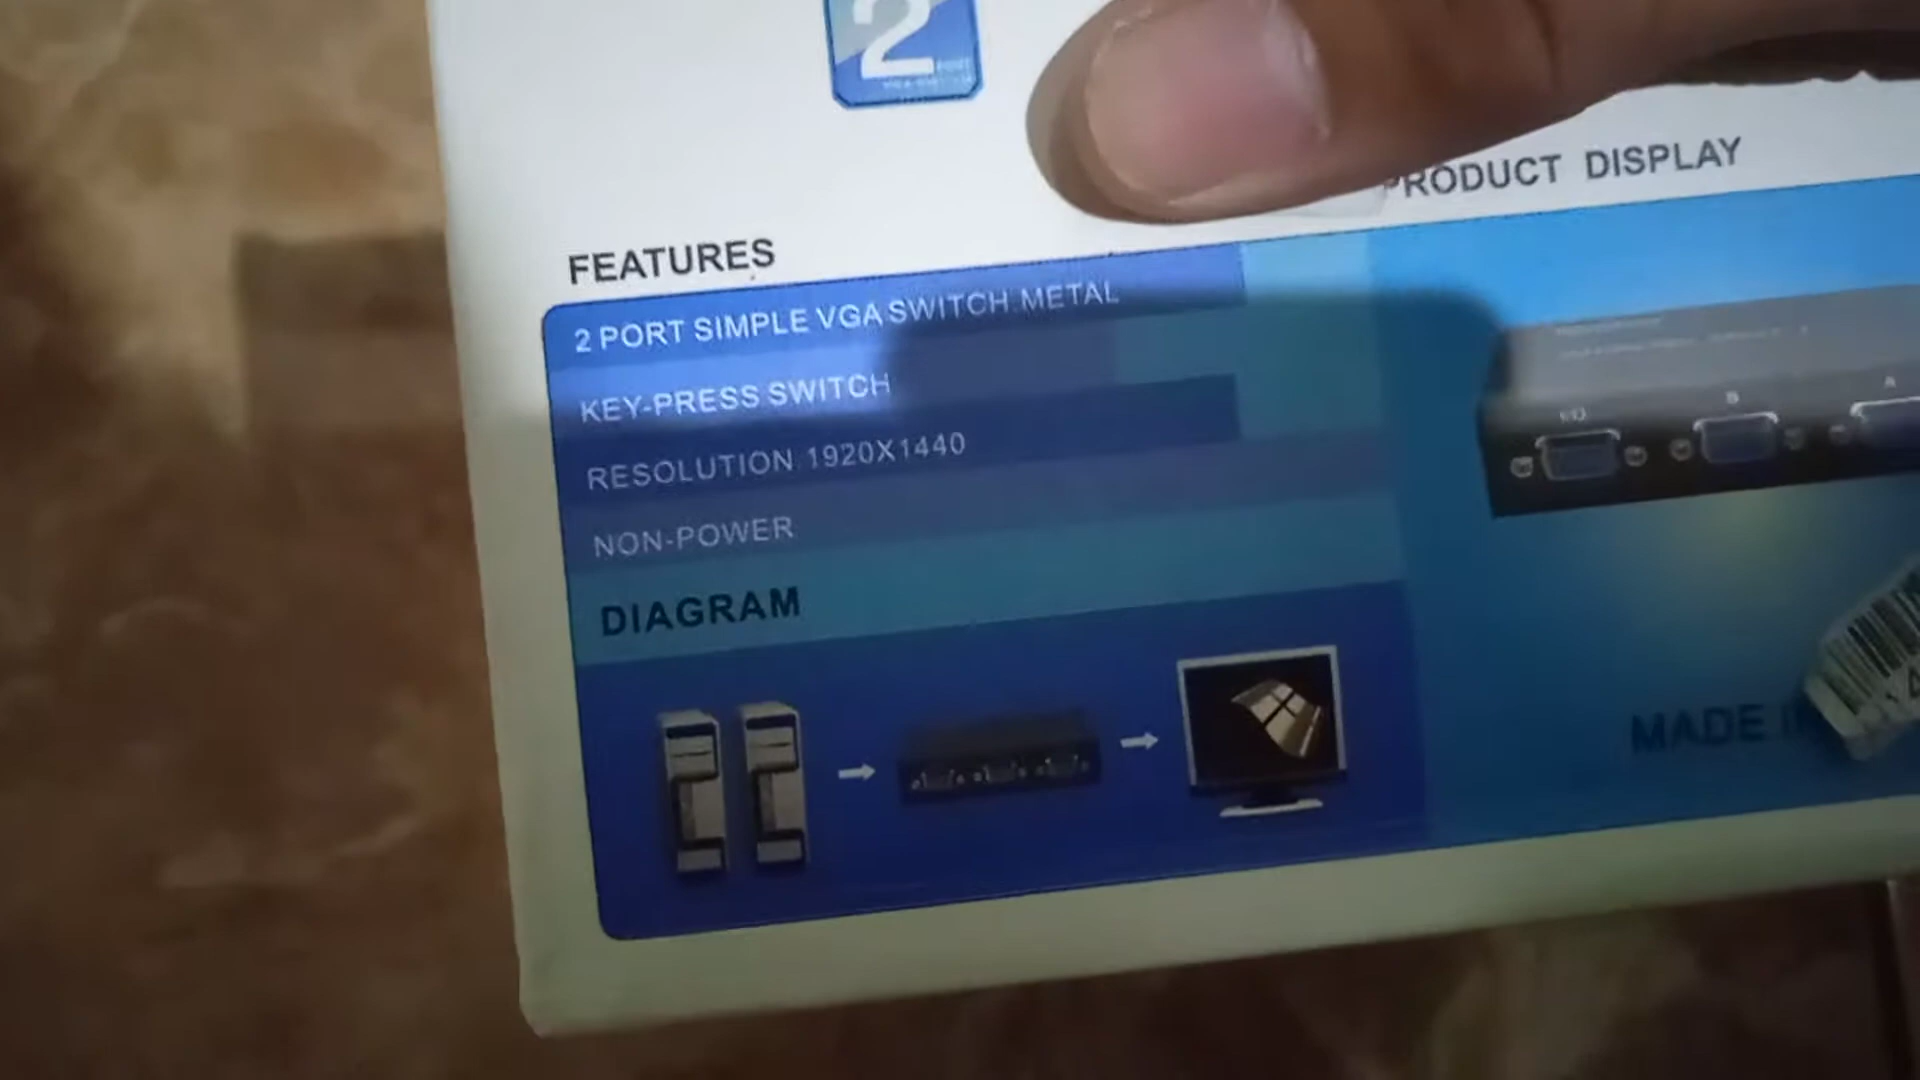 2
PRODUCT DISPLAY
FEATURES
2 PORT SIMPLE VGA SWITCH METAL
KEY-PRESS SWITCH
RESOLUTION 1920X1440
NON-POWER
DIAGRAM
I/O
B
A
MADE